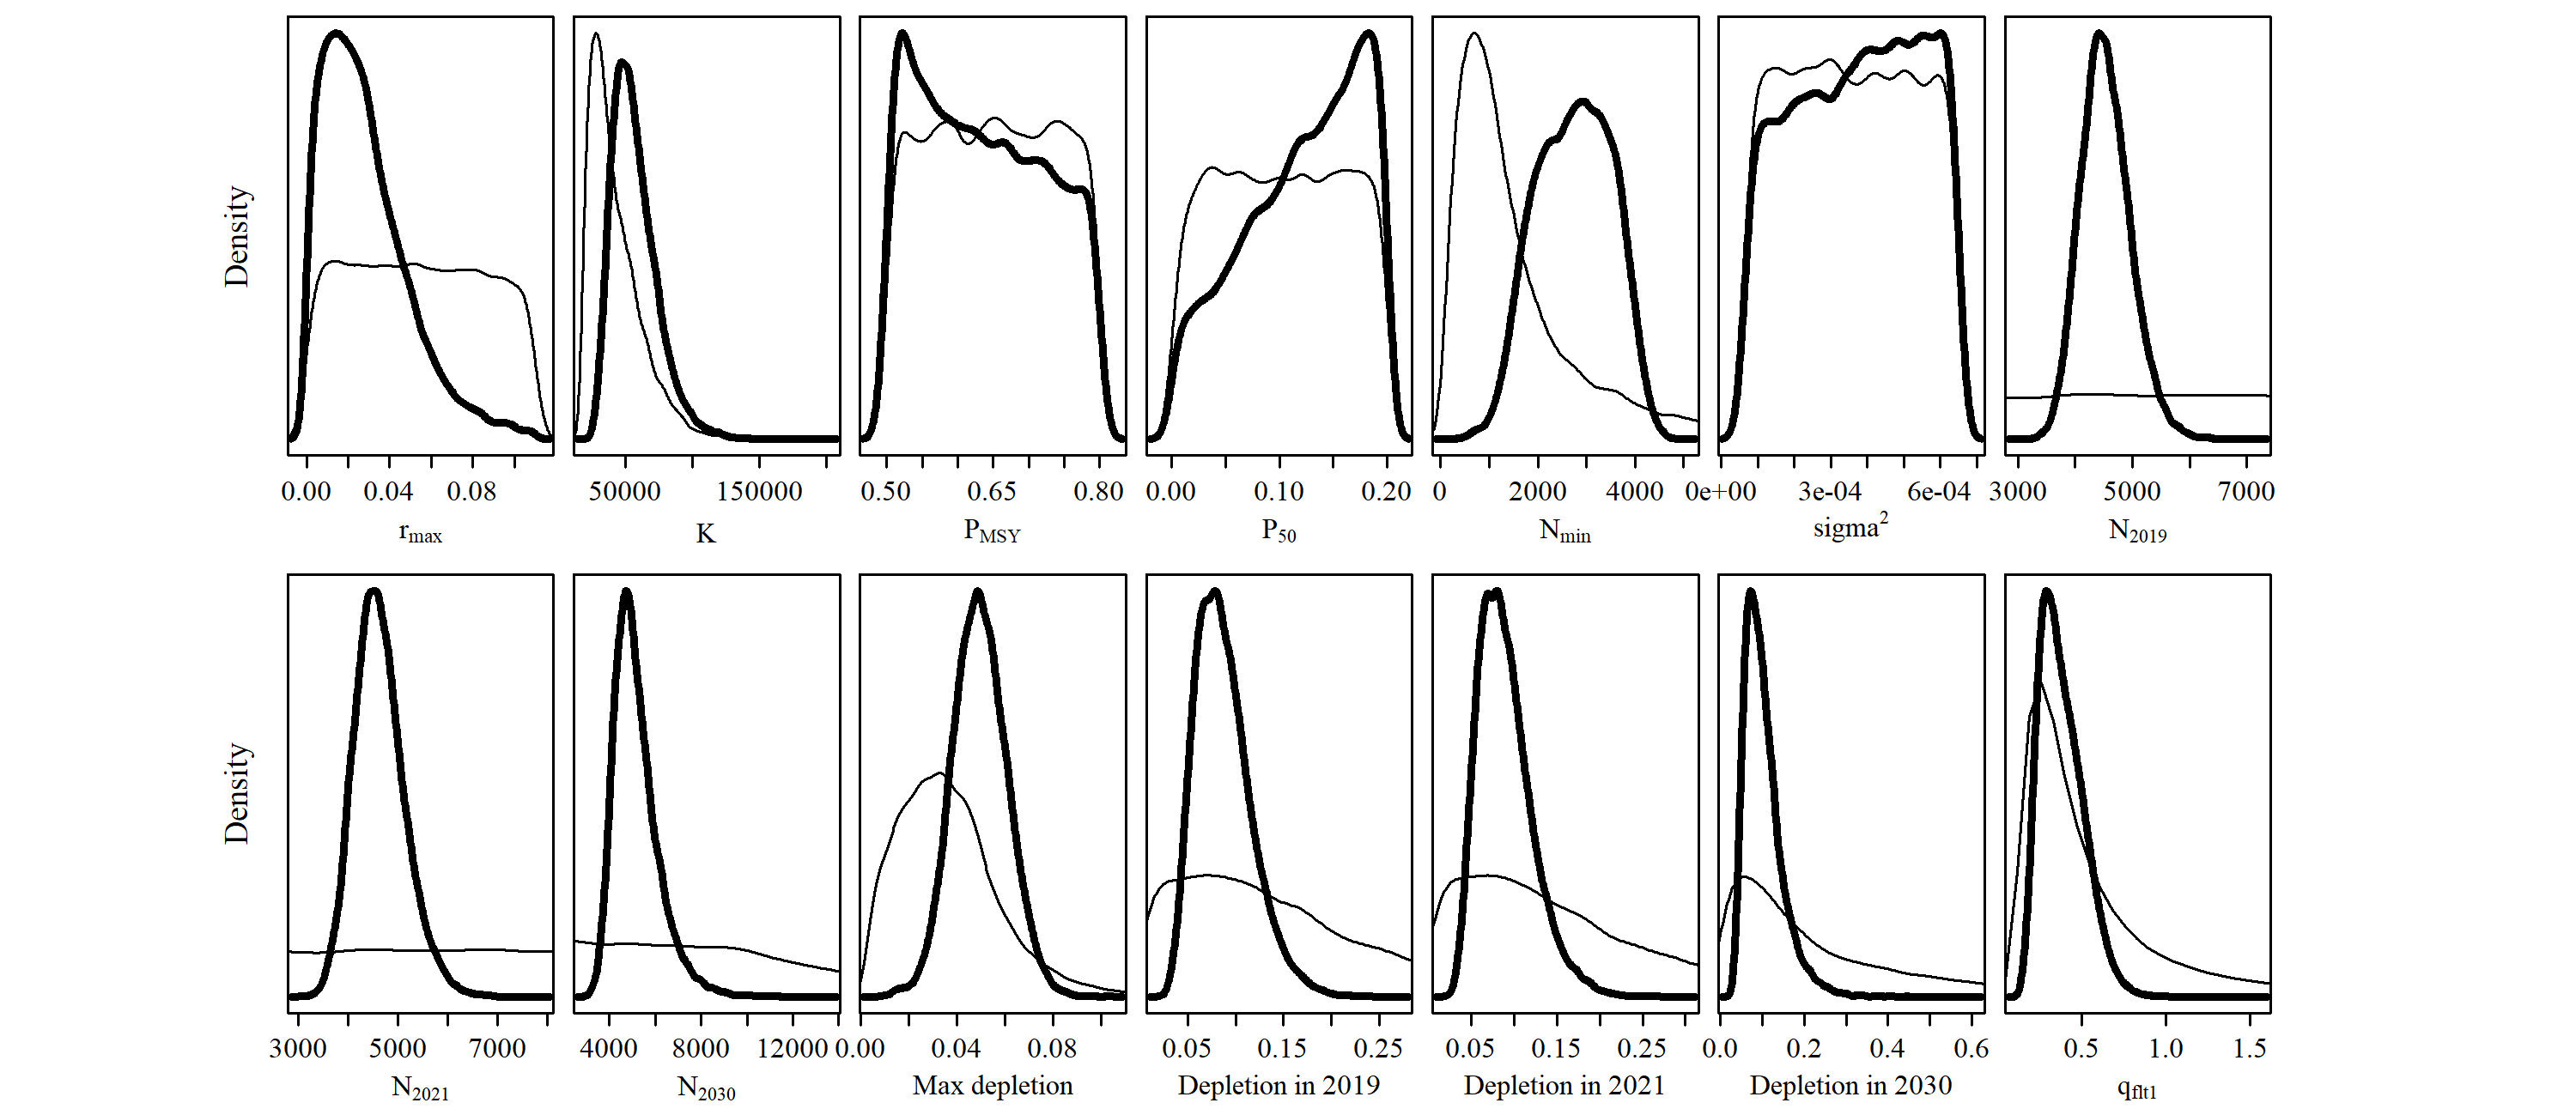 Density
0.00 0.04 0.08 50000 150000 0.50 0.65 0.80 0.00 0.10 0.20 0 2000 4000 0e+00 3e-04 6e-04 3000 5000 7000
rmax K PMSY P50 Nmin sigma2 N2019
Density
3000 5000 7000 4000 8000 12000 0.00 0.04 0.08 0.05 0.15 0.25 0.05 0.15 0.25 0.0 0.2 0.4 0.6 0.5 1.0 1.5
N2021 N2030 Max depletion Depletion in 2019 Depletion in 2021 Depletion in 2030 qflt1